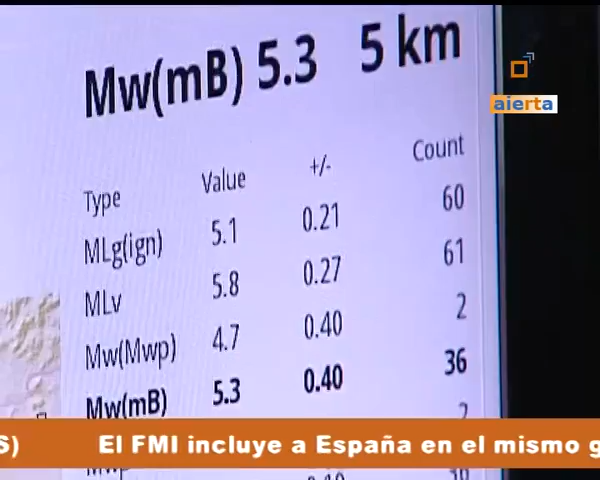 Mw(mB) 5.3 5 km
aierta
Type Value +/- Count
MLg(ign) 5.1 0.21 60
MLv 5.8 0.27 61
Mw(Mwp) 4.7 0.40 2
Mw(mB) 5.3 0.40 36
S) El FMI incluye a España en el mismo g